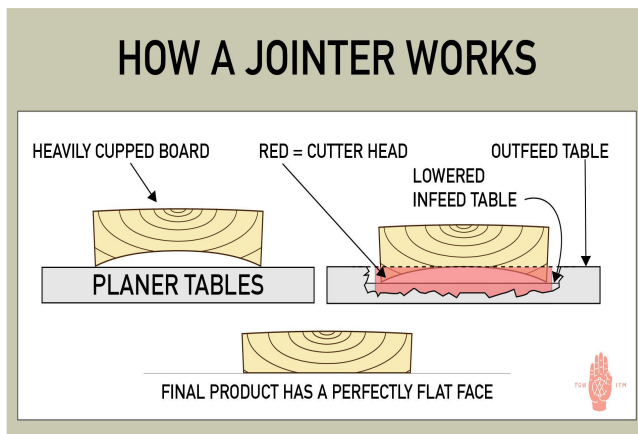 HOW A JOINTER WORKS
HEAVILY CUPPED BOARD
RED = CUTTER HEAD
OUTFEED TABLE
LOWERED
INFEED TABLE
PLANER TABLES
FINAL PRODUCT HAS A PERFECTLY FLAT FACE